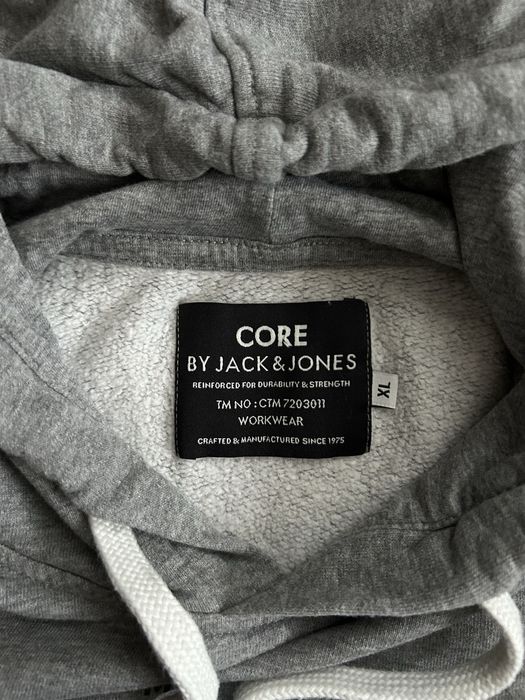 CORE
BY JACK & JONES
REINFORCED FOR DURABILITY & STRENGTH
TM NO : CTM 7203011
WORKWEAR
CRAFTED & MANUFACTURED SINCE 1975
XL